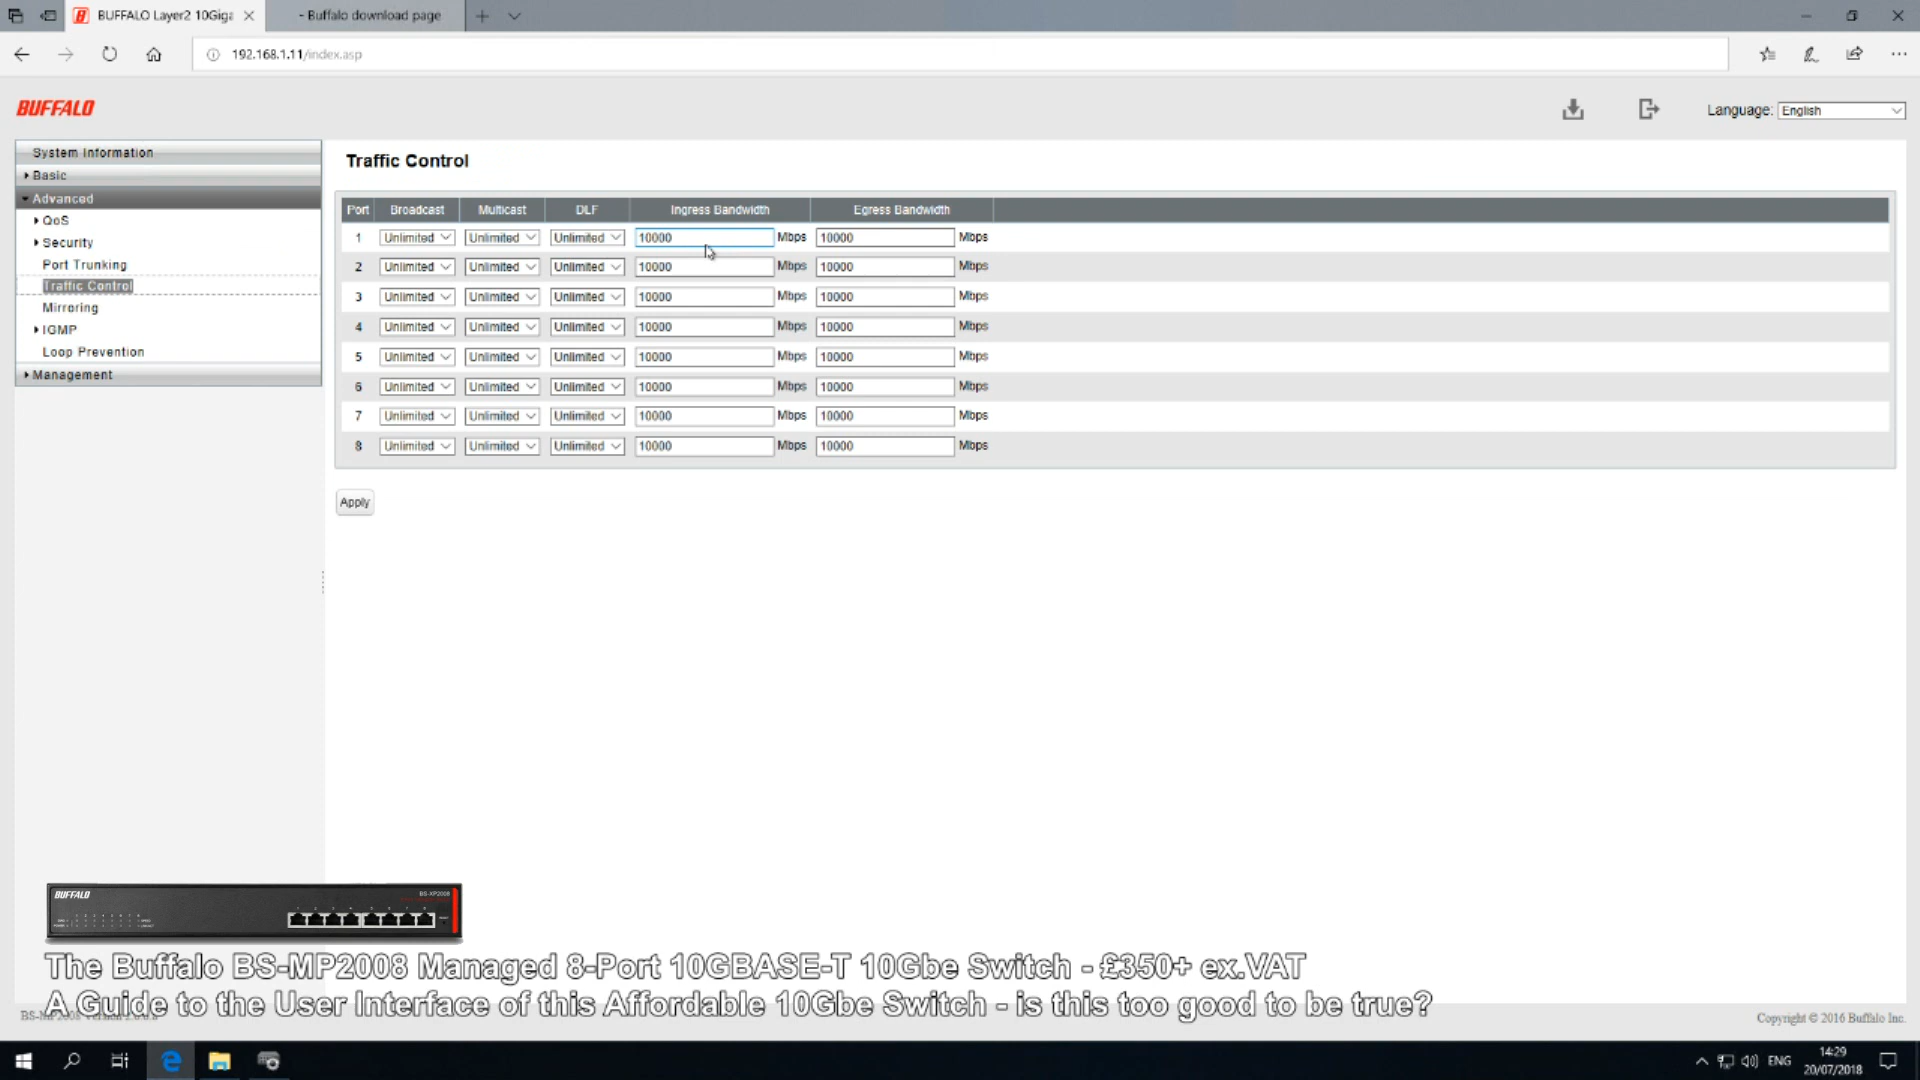 BUFFALO Layer2 10Giga
- Buffalo download page
192.168.1.11/index.asp
BUFFALO
Language: English
System Information
Basic
Advanced
QoS
Security
Port Trunking
Traffic Control
Mirroring
IGMP
Loop Prevention
Management
Traffic Control
Port Broadcast Multicast DLF Ingress Bandwidth Egress Bandwidth
1 Unlimited Unlimited Unlimited 10000 Mbps 10000 Mbps
2 Unlimited Unlimited Unlimited 10000 Mbps 10000 Mbps
3 Unlimited Unlimited Unlimited 10000 Mbps 10000 Mbps
4 Unlimited Unlimited Unlimited 10000 Mbps 10000 Mbps
5 Unlimited Unlimited Unlimited 10000 Mbps 10000 Mbps
6 Unlimited Unlimited Unlimited 10000 Mbps 10000 Mbps
7 Unlimited Unlimited Unlimited 10000 Mbps 10000 Mbps
8 Unlimited Unlimited Unlimited 10000 Mbps 10000 Mbps
Apply
BUFFALO
BS-XP2008
The Buffalo BS-MP2008 Managed 8-Port 10GBASE-T 10Gbe Switch - £350+ ex.VAT
A Guide to the User Interface of this Affordable 10Gbe Switch - is this too good to be true?
Copyright © 2016 Buffalo Inc.
ENG
14:29
20/07/2018